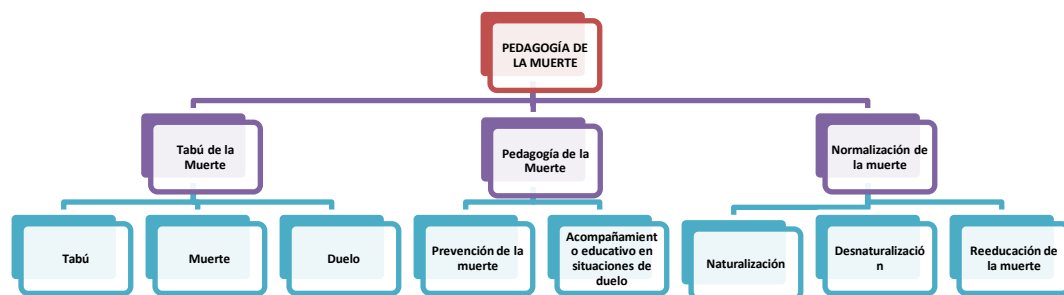 PEDAGOGÍA DE
LA MUERTE
Tabú de la
Muerte
Pedagogía de la
Muerte
Normalización de
la muerte
Tabú
Muerte
Duelo
Prevención de la
muerte
Acompañamient
o educativo en
situaciones de
duelo
Naturalización
Desnaturalizació
n
Reeducación de
la muerte